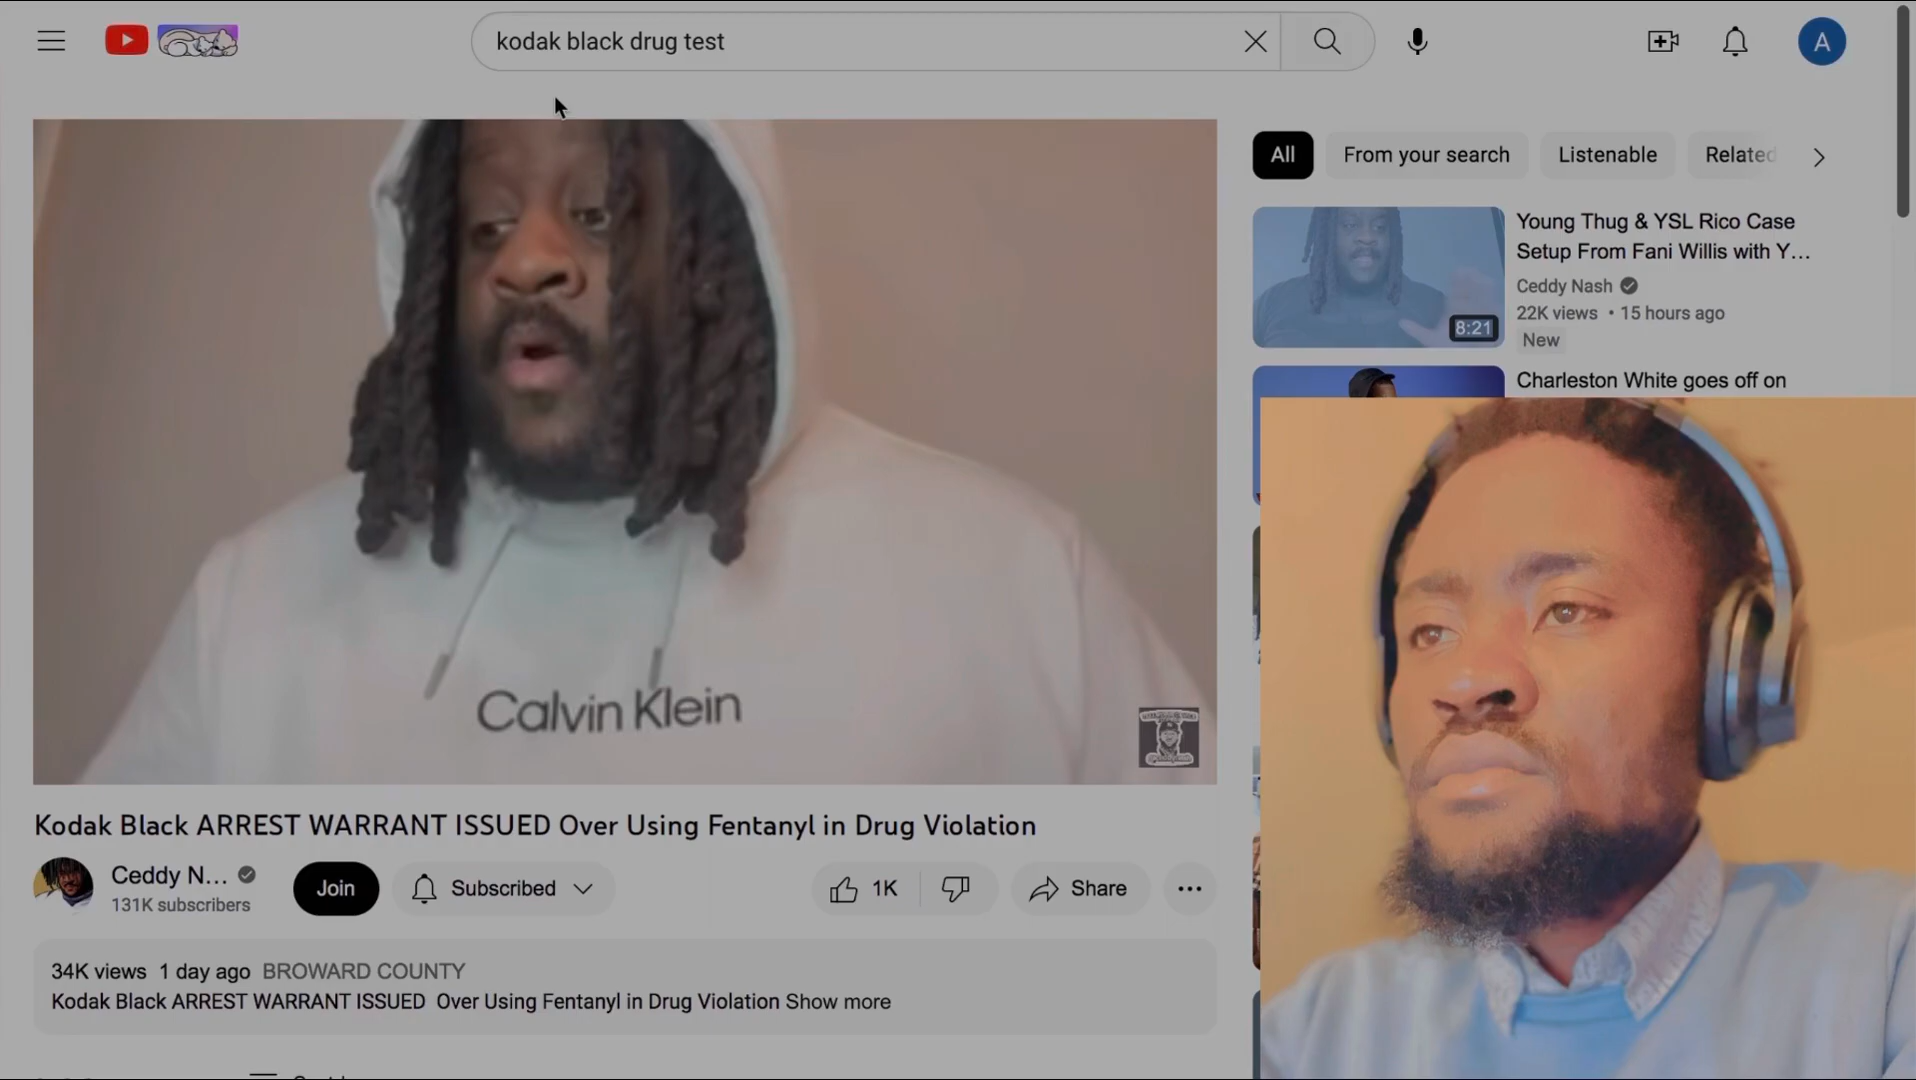 kodak black drug test
A
All
From your search
Listenable
Related
Young Thug & YSL Rico Case
Setup From Fani Willis with Y...
Ceddy Nash
22K views • 15 hours ago
New
8:21
Charleston White goes off on
Calvin Klein
Kodak Black ARREST WARRANT ISSUED Over Using Fentanyl in Drug Violation
Ceddy N...
131K subscribers
Join
Subscribed
1K
Share
34K views 1 day ago BROWARD COUNTY
Kodak Black ARREST WARRANT ISSUED Over Using Fentanyl in Drug Violation Show more